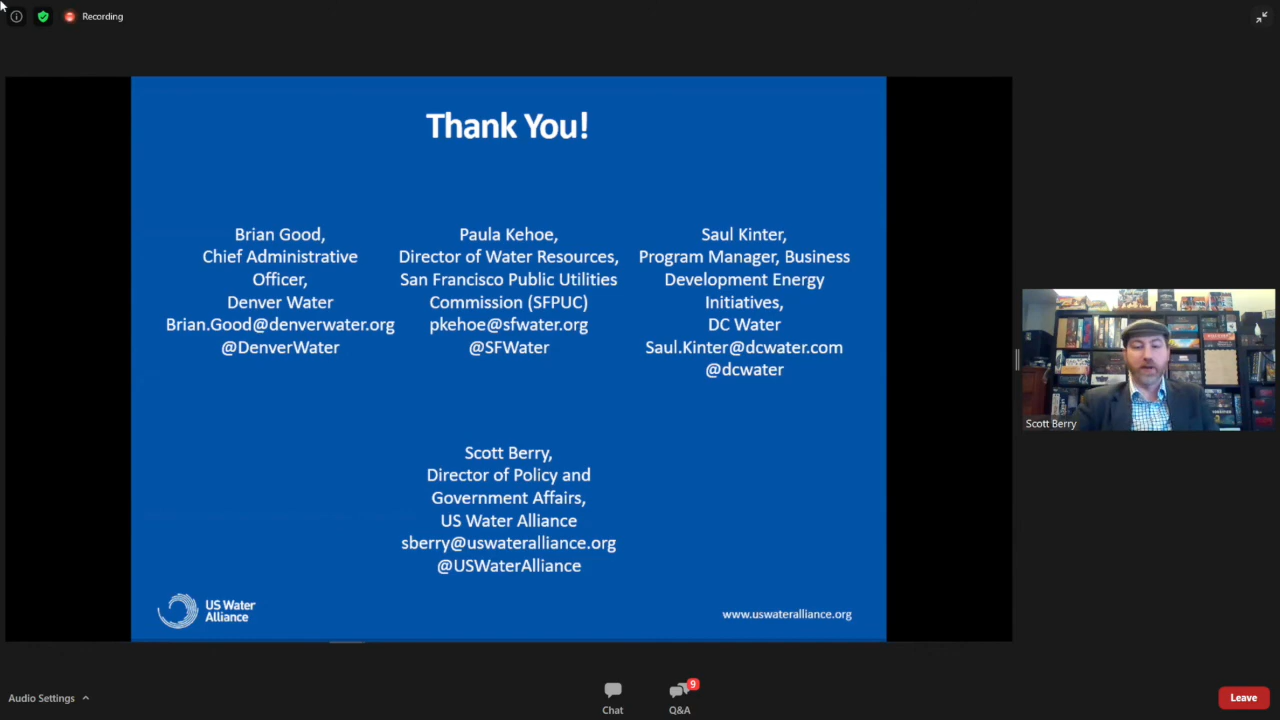 Recording
Thank You!
Brian Good,
Chief Administrative
Officer,
Denver Water
Brian.Good@denverwater.org
@DenverWater
Paula Kehoe,
Director of Water Resources,
San Francisco Public Utilities
Commission (SFPUC)
pkehoe@sfwater.org
@SFWater
Saul Kinter,
Program Manager, Business
Development Energy
Initiatives,
DC Water
Saul.Kinter@dcwater.com
@dcwater
Scott Berry,
Director of Policy and
Government Affairs,
US Water Alliance
sberry@uswateralliance.org
@USWaterAlliance
US Water
Alliance
www.uswateralliance.org
Scott Berry
Audio Settings
Chat
9
Q&A
Leave